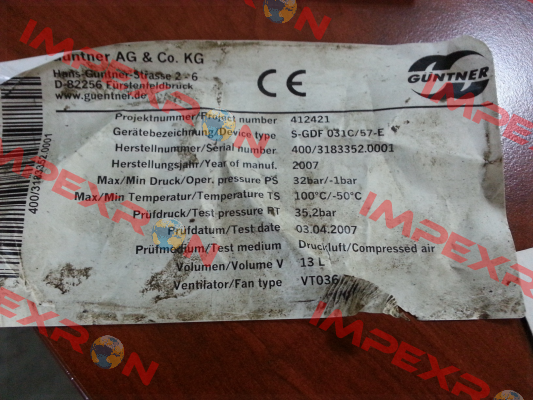 Güntner AG & Co. KG
Hans-Güntner-Strasse 2 - 6
D-82256 Fürstenfeldbruck
www.guentner.de
CE
GÜNTNER
Projektnummer/Project number 412421
Gerätebezeichnung/Device type S-GDF 031C/57-E
Herstellnummer/Serial number 400/3183352.0001
Herstellungsjahr/Year of manuf. 2007
Max/Min Druck/Oper. pressure PS 32bar/-1bar
Max/Min Temperatur/Temperature TS 100°C/-50°C
Prüfdruck/Test pressure PT 35,2bar
Prüfdatum/Test date 03.04.2007
Prüfmedium/Test medium Druckluft/Compressed air
Volumen/Volume V 13 L
Ventilator/Fan type VT036
400/3183352.0001
IMPEXRON
IMPEXRON